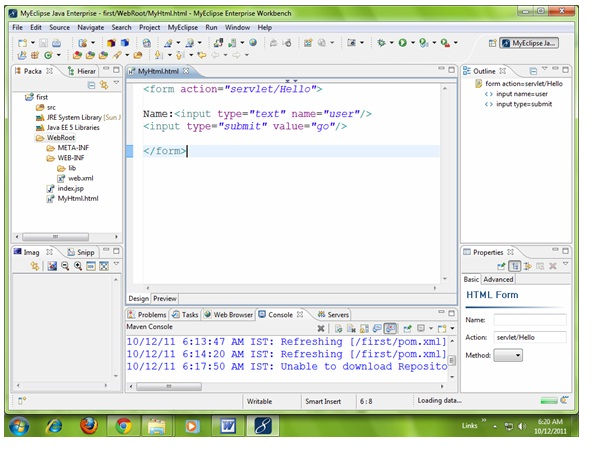 MyEclipse Java Enterprise - first/WebRoot/MyHtml.html - MyEclipse Enterprise Workbench
File Edit Source Navigate Search Project MyEclipse Run Window Help
MyEclipse Ja...
Packa
Hierar
MyHtml.html
Outline
first
src
JRE System Library [Sun J
Java EE 5 Libraries
WebRoot
META-INF
WEB-INF
lib
web.xml
index.jsp
MyHtml.html
<form action="servlet/Hello">
Name:<input type="text" name="user"/>
<input type="submit" value="go"/>
</form>
form action=servlet/Hello
input name=user
input type=submit
Imag
Snipp
Design Preview
Properties
Basic Advanced
HTML Form
Name:
Action: servlet/Hello
Method:
Problems Tasks Web Browser Console Servers
Maven Console
10/12/11 6:13:47 AM IST: Refreshing [/first/pom.xml]
10/12/11 6:14:20 AM IST: Refreshing [/first/pom.xml]
10/12/11 6:17:50 AM IST: Unable to download Reposito
Writable Smart Insert 6 : 8 Loading data...
Links
6:20 AM
10/12/2011